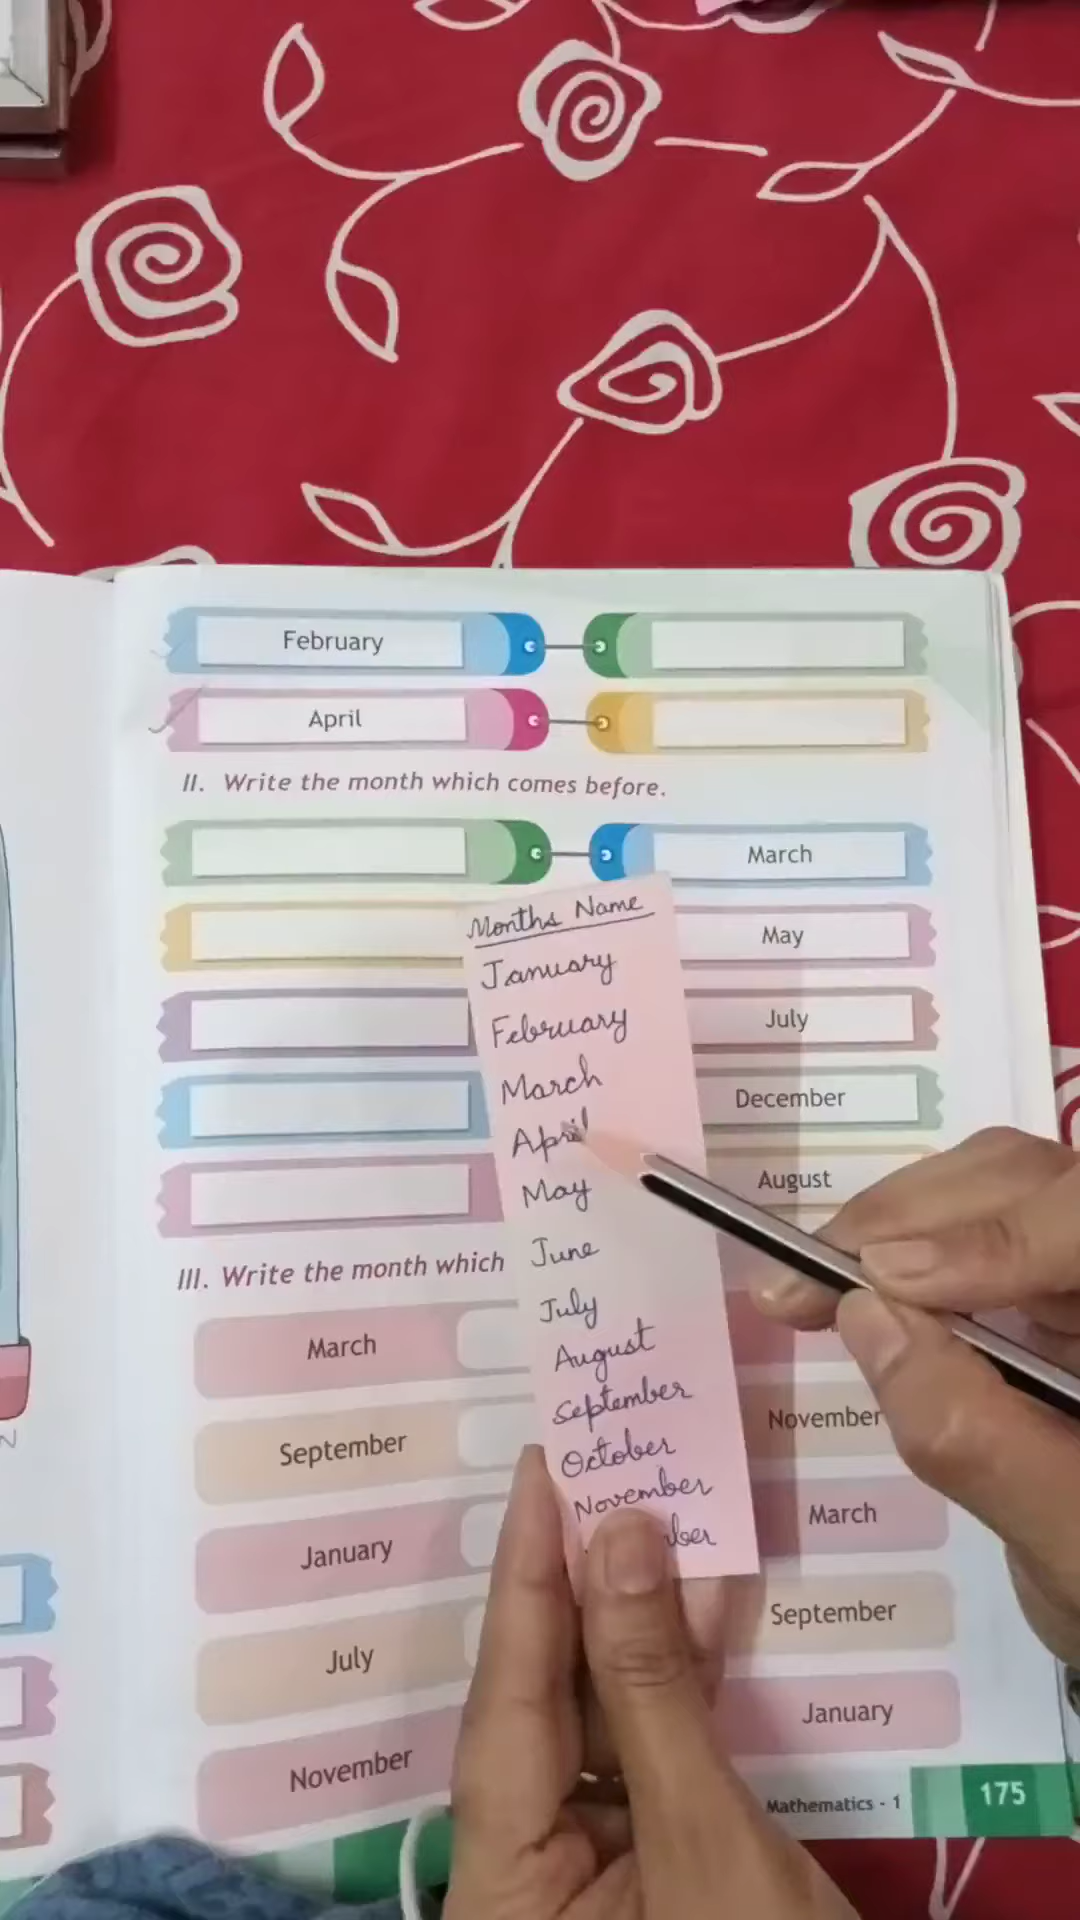 February
April
II. Write the month which comes before.
March
May
July
December
August
Months Name
January
February
March
April
May
June
July
August
September
October
November
III. Write the month which
March
September
November
January
March
July
September
November
January
Mathematics - 1
175